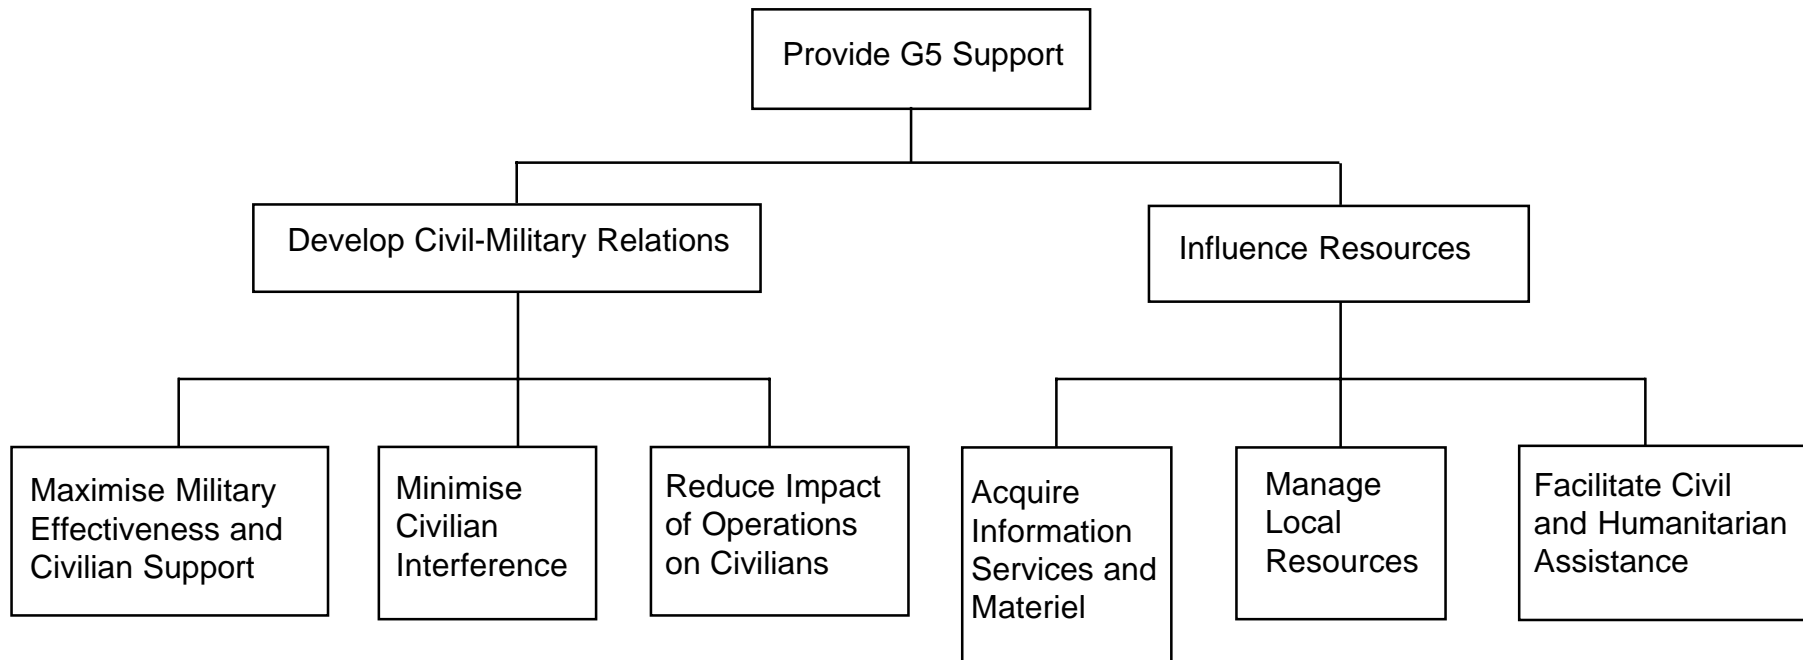 Provide G5 Support
Develop Civil-Military Relations
Influence Resources
Maximise Military
Effectiveness and
Civilian Support
Minimise
Civilian
Interference
Reduce Impact
of Operations
on Civilians
Acquire
Information
Services and
Materiel
Manage
Local
Resources
Facilitate Civil
and Humanitarian
Assistance